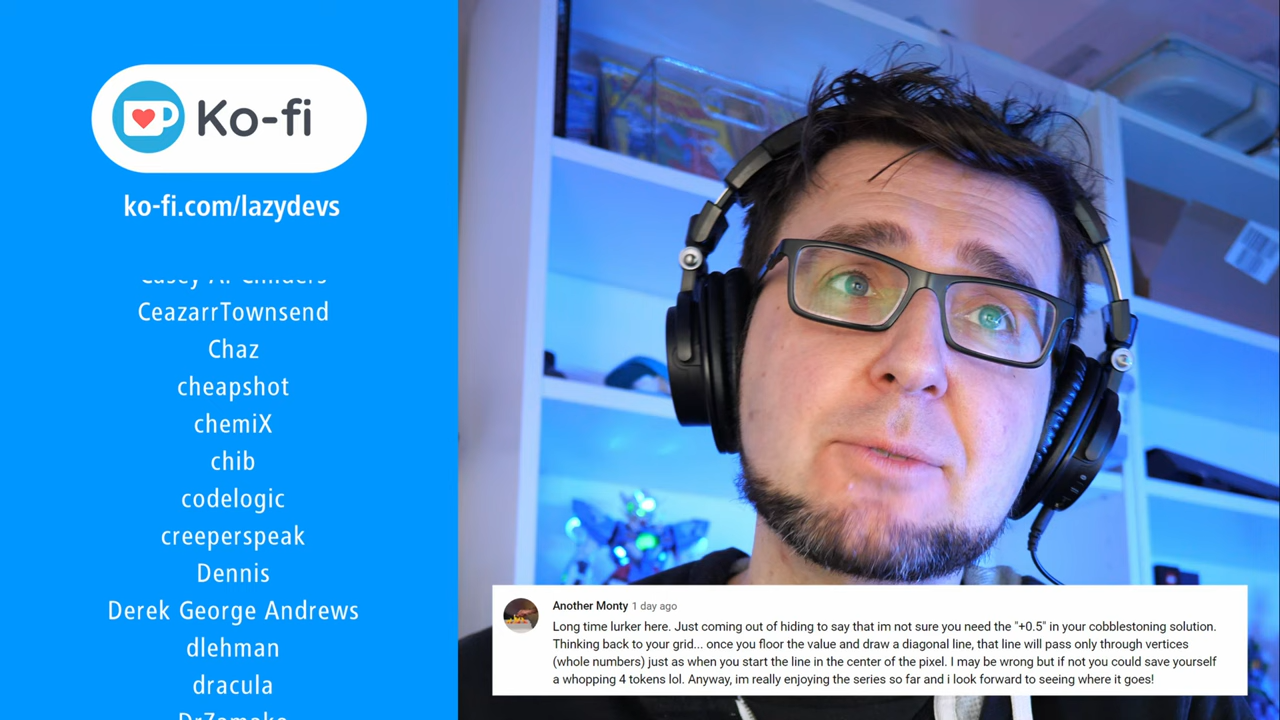 Ko-fi
ko-fi.com/lazydevs
Casey A. Childers
CeazarrTownsend
Chaz
cheapshot
chemiX
chib
codelogic
creeperspeak
Dennis
Derek George Andrews
dlehman
dracula
Another Monty 1 day ago
Long time lurker here. Just coming out of hiding to say that im not sure you need the "+0.5" in your cobblestoning solution.
Thinking back to your grid... once you floor the value and draw a diagonal line, that line will pass only through vertices
(whole numbers) just as when you start the line in the center of the pixel. I may be wrong but if not you could save yourself
a whopping 4 tokens lol. Anyway, im really enjoying the series so far and i look forward to seeing where it goes!